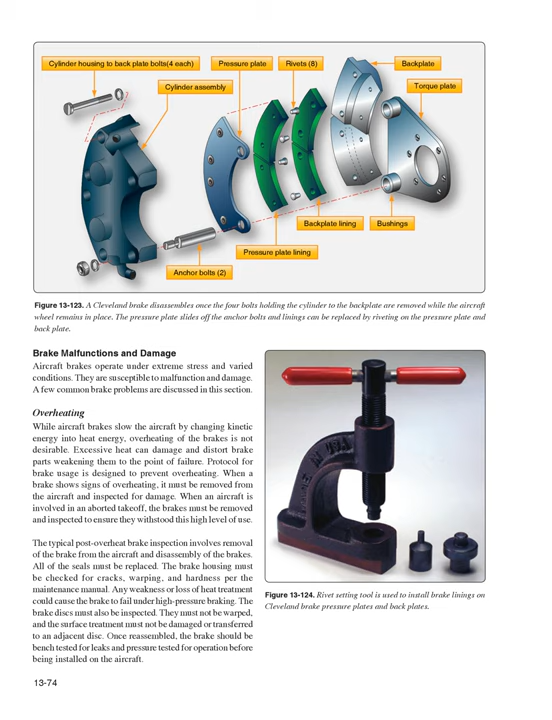 Cylinder housing to back plate bolts(4 each)
Pressure plate
Rivets (8)
Backplate
Cylinder assembly
Torque plate
Backplate lining
Bushings
Pressure plate lining
Anchor bolts (2)
Figure 13-123. A Cleveland brake disassembles once the four bolts holding the cylinder to the backplate are removed while the aircraft
wheel remains in place. The pressure plate slides off the anchor bolts and linings can be replaced by riveting on the pressure plate and
back plate.
Brake Malfunctions and Damage
Aircraft brakes operate under extreme stress and varied
conditions. They are susceptible to malfunction and damage.
A few common brake problems are discussed in this section.
Overheating
While aircraft brakes slow the aircraft by changing kinetic
energy into heat energy, overheating of the brakes is not
desirable. Excessive heat can damage and distort brake
parts weakening them to the point of failure. Protocol for
brake usage is designed to prevent overheating. When a
brake shows signs of overheating, it must be removed from
the aircraft and inspected for damage. When an aircraft is
involved in an aborted takeoff, the brakes must be removed
and inspected to ensure they withstood this high level of use.
The typical post-overheat brake inspection involves removal
of the brake from the aircraft and disassembly of the brakes.
All of the seals must be replaced. The brake housing must
be checked for cracks, warping, and hardness per the
maintenance manual. Any weakness or loss of heat treatment
could cause the brake to fail under high-pressure braking. The
brake discs must also be inspected. They must not be warped,
and the surface treatment must not be damaged or transferred
to an adjacent disc. Once reassembled, the brake should be
bench tested for leaks and pressure tested for operation before
being installed on the aircraft.
IN USA
Figure 13-124. Rivet setting tool is used to install brake linings on
Cleveland brake pressure plates and back plates.
13-74